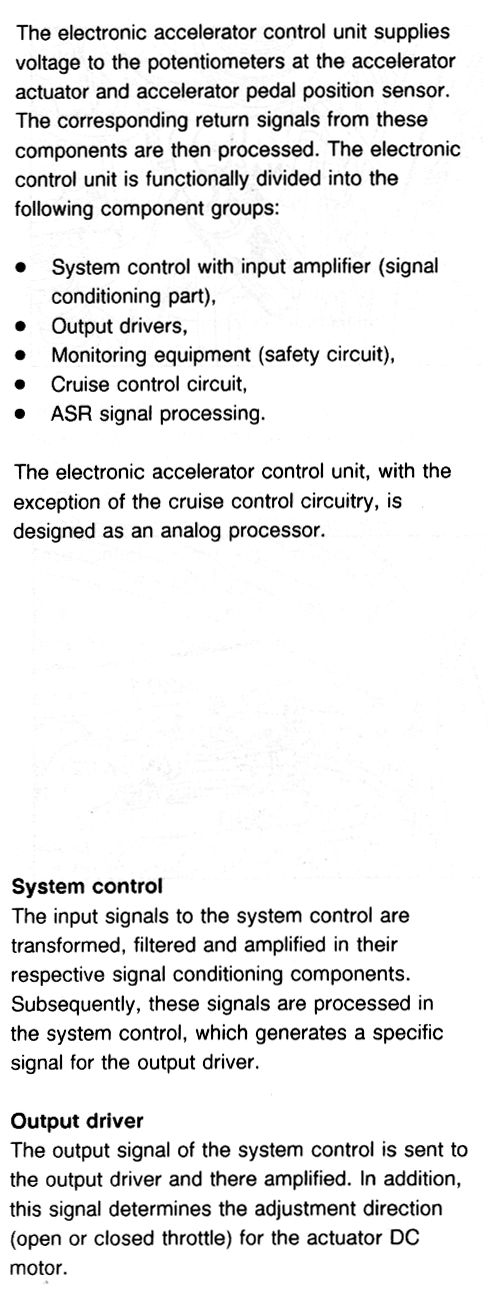 The electronic accelerator control unit supplies
voltage to the potentiometers at the accelerator
actuator and accelerator pedal position sensor.
The corresponding return signals from these
components are then processed. The electronic
control unit is functionally divided into the
following component groups:
● System control with input amplifier (signal
conditioning part),
● Output drivers,
● Monitoring equipment (safety circuit),
● Cruise control circuit,
● ASR signal processing.
The electronic accelerator control unit, with the
exception of the cruise control circuitry, is
designed as an analog processor.
System control
The input signals to the system control are
transformed, filtered and amplified in their
respective signal conditioning components.
Subsequently, these signals are processed in
the system control, which generates a specific
signal for the output driver.
Output driver
The output signal of the system control is sent to
the output driver and there amplified. In addition,
this signal determines the adjustment direction
(open or closed throttle) for the actuator DC
motor.